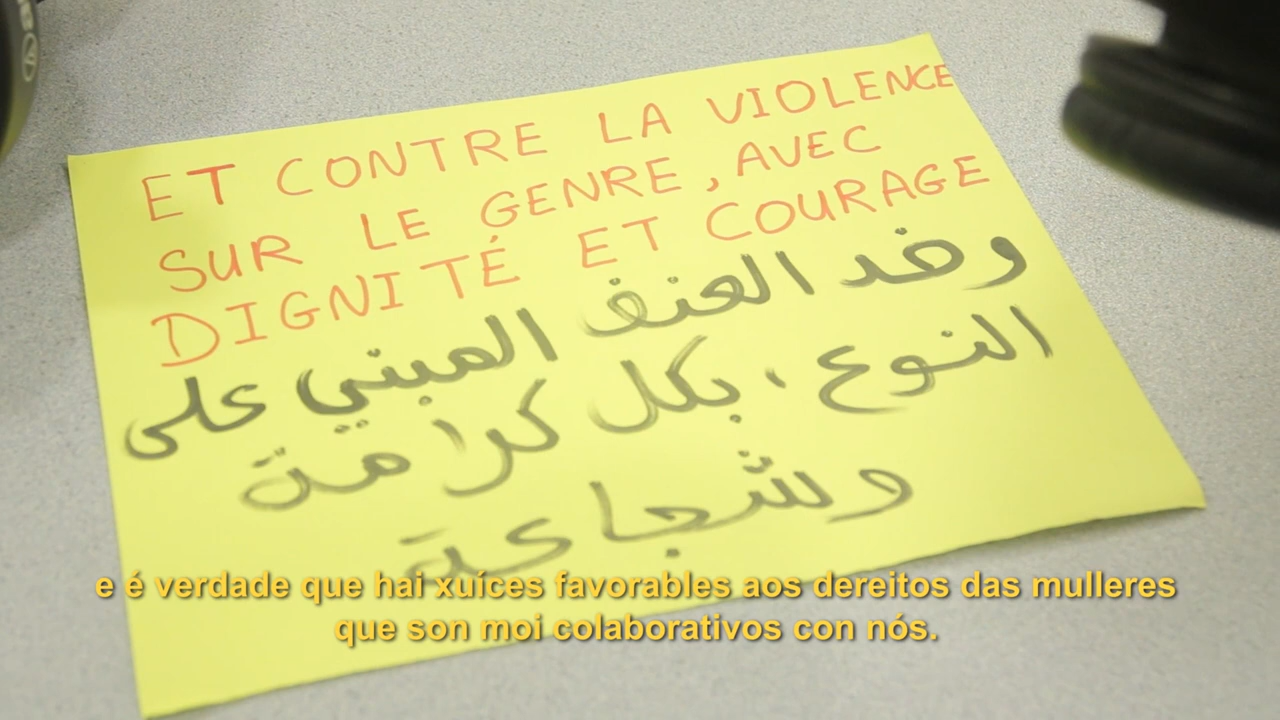 ET CONTRE LA VIOLENCE
SUR LE GENRE, AVEC
DIGNITÉ ET COURAGE
وضد العنف المبني على
النوع، بكل كرامة
وشجاعة
e é verdade que hai xuíces favorables aos dereitos das mulleres
que son moi colaborativos con nós.